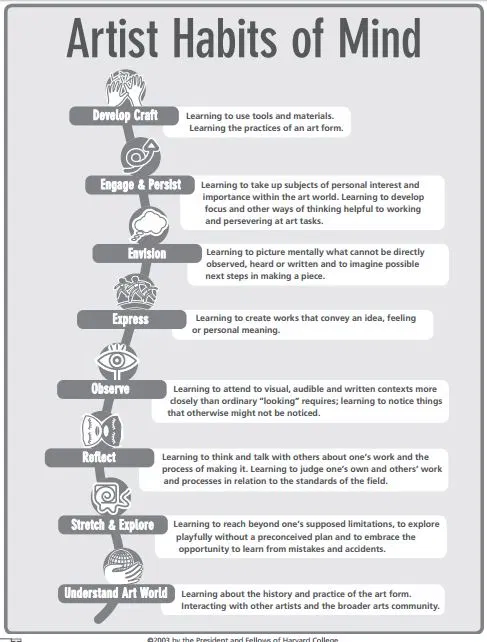 Artist Habits of Mind
Develop Craft
Learning to use tools and materials.
Learning the practices of an art form.
Engage & Persist
Learning to take up subjects of personal interest and
importance within the art world. Learning to develop
focus and other ways of thinking helpful to working
and persevering at art tasks.
Envision
Learning to picture mentally what cannot be directly
observed, heard or written and to imagine possible
next steps in making a piece.
Express
Learning to create works that convey an idea, feeling
or personal meaning.
Observe
Learning to attend to visual, audible and written contexts more
closely than ordinary “looking” requires; learning to notice things
that otherwise might not be noticed.
Reflect
Learning to think and talk with others about one’s work and the
process of making it. Learning to judge one’s own and others’ work
and processes in relation to the standards of the field.
Stretch & Explore
Learning to reach beyond one’s supposed limitations, to explore
playfully without a preconceived plan and to embrace the
opportunity to learn from mistakes and accidents.
Understand Art World
Learning about the history and practice of the art form.
Interacting with other artists and the broader arts community.
©2003 by the President and Fellows of Harvard College